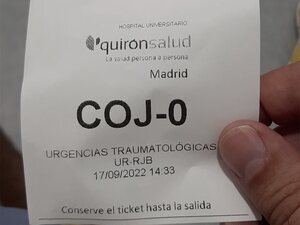 HOSPITAL UNIVERSITARIO
quirónsalud
La salud persona a persona
Madrid
COJ-0
URGENCIAS TRAUMATOLÓGICAS
UR-RJB
17/09/2022 14:33
Conserve el ticket hasta la salida